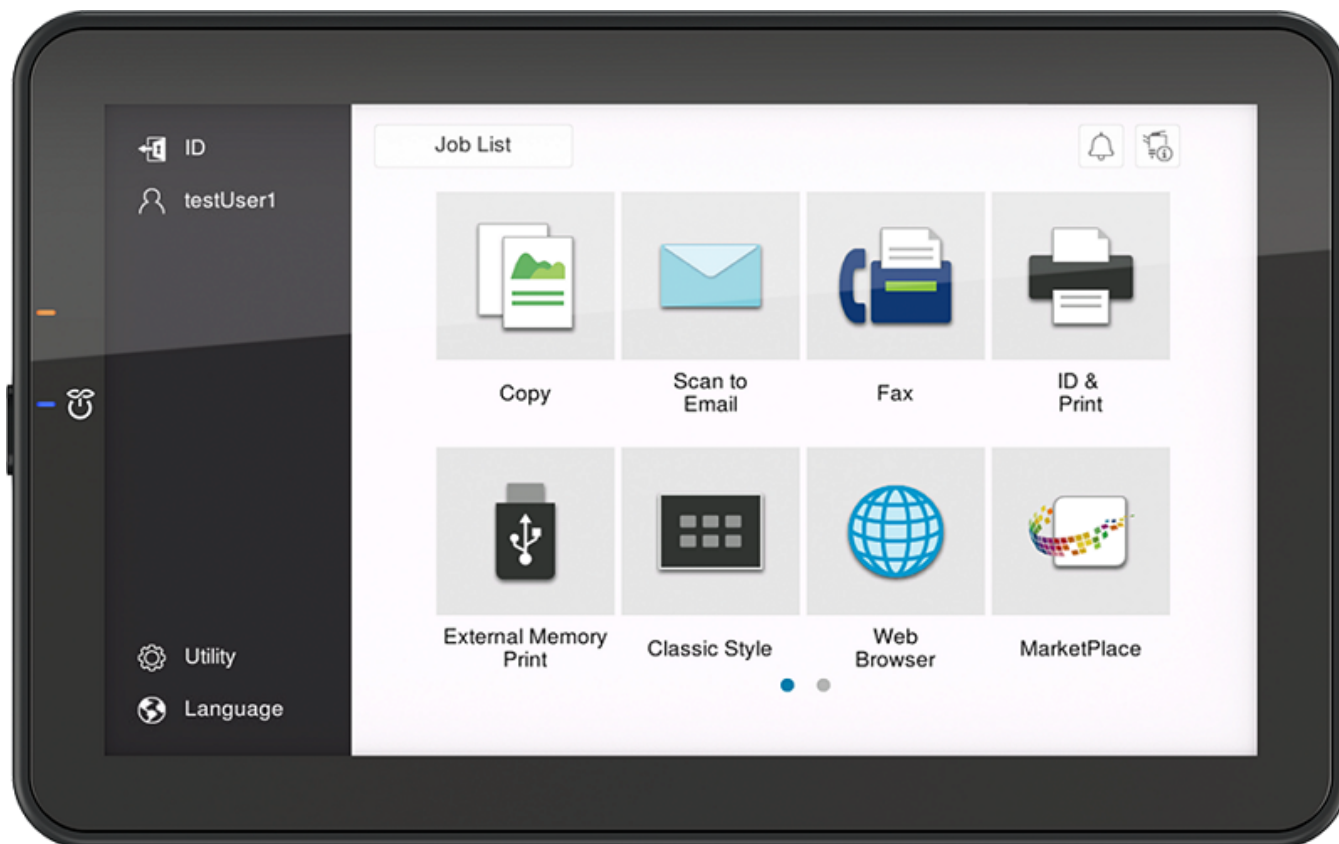 ID
testUser1
Utility
Language
Job List
Copy
Scan to
Email
Fax
ID &
Print
External Memory
Print
Classic Style
Web
Browser
MarketPlace